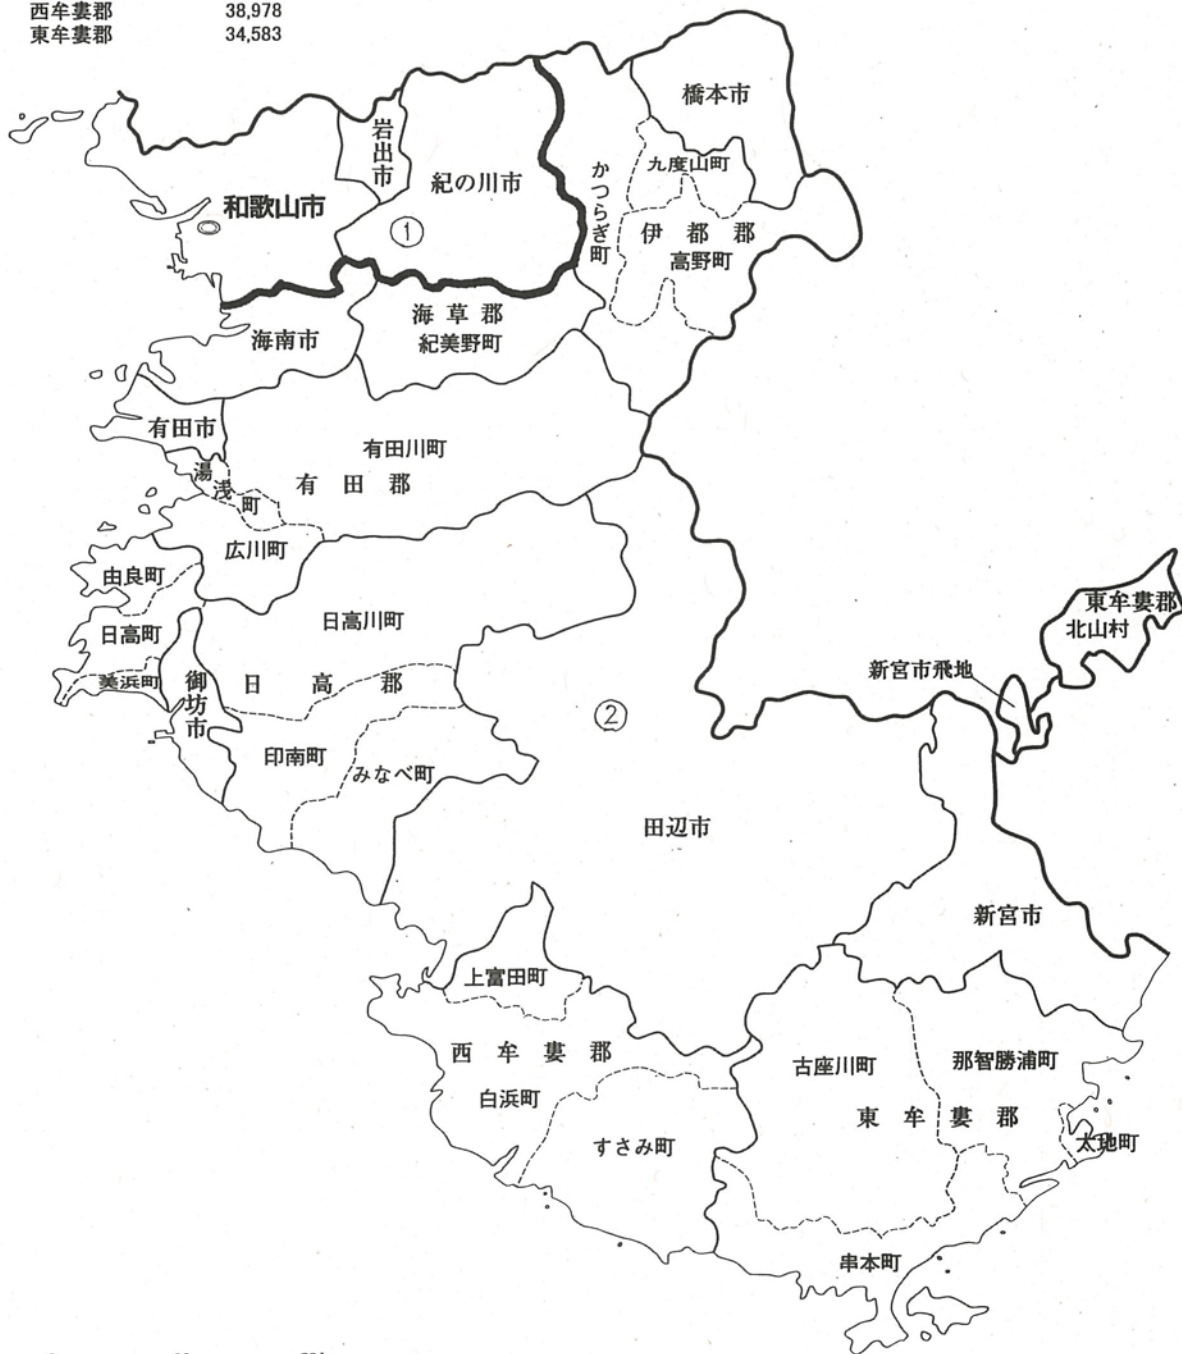 西牟婁郡 38,978
東牟婁郡 34,583
橋本市
岩出市
九度山町
紀の川市
かつらぎ町
和歌山市
①
伊都郡
高野町
海草郡
海南市
紀美野町
有田市
有田川町
湯浅町
有田郡
広川町
由良町
東牟婁郡
北山村
日高川町
日高町
新宮市飛地
美浜町
御坊市
日高郡
②
印南町
みなべ町
田辺市
新宮市
上富田町
西牟婁郡
古座川町
那智勝浦町
白浜町
東牟婁郡
すさみ町
太地町
串本町